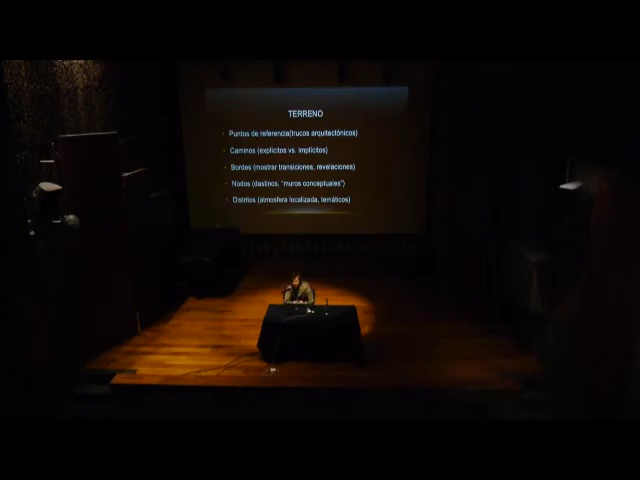 TERRENO
· Puntos de referencia(trucos arquitectónicos)
· Caminos (explícitos vs. implícitos)
· Bordes (mostrar transiciones, revelaciones)
· Nodos (destinos, "muros conceptuales")
· Distritos (atmosfera localizada, temáticos)